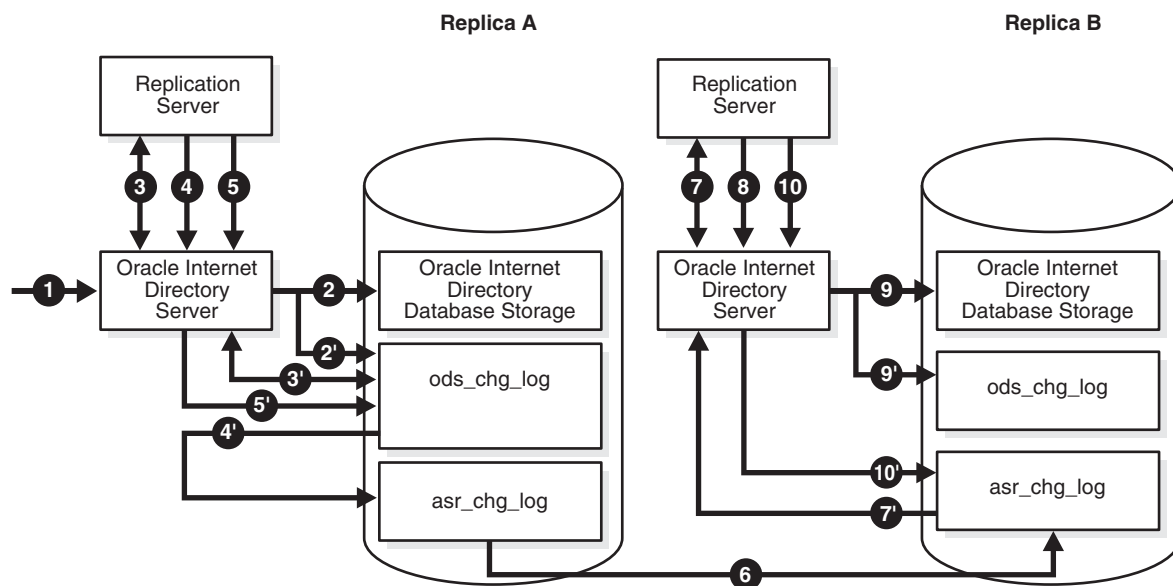 Replica A
Replica B
Replication
Server
Replication
Server
3
4
5
7
8
10
1
Oracle Internet
Directory
Server
2
Oracle Internet
Directory
Database Storage
Oracle Internet
Directory
Server
9
Oracle Internet
Directory
Database Storage
2'
3'
ods_chg_log
5'
4'
9'
ods_chg_log
asr_chg_log
10'
asr_chg_log
7'
6